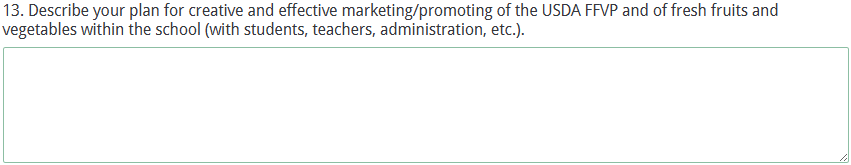 13. Describe your plan for creative and effective marketing/promoting of the USDA FFVP and of fresh fruits and
vegetables within the school (with students, teachers, administration, etc.).